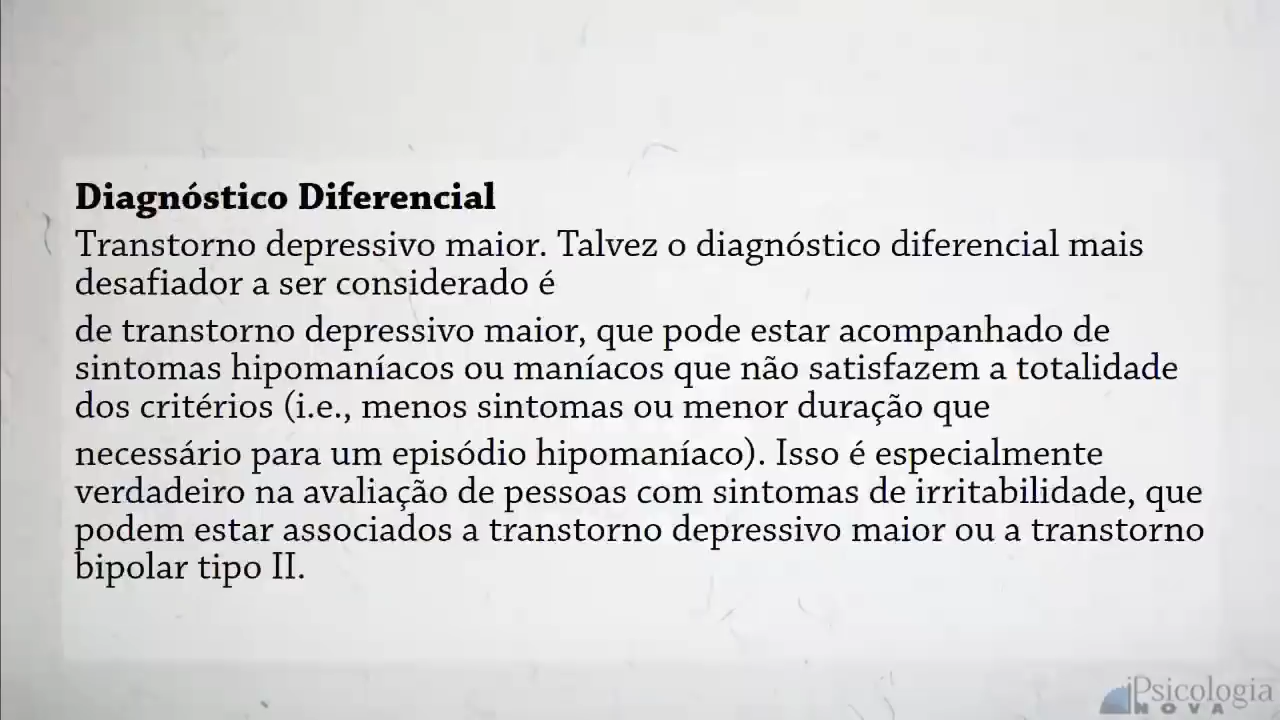 Diagnóstico Diferencial
Transtorno depressivo maior. Talvez o diagnóstico diferencial mais
desafiador a ser considerado é
de transtorno depressivo maior, que pode estar acompanhado de
sintomas hipomaníacos ou maníacos que não satisfazem a totalidade
dos critérios (i.e., menos sintomas ou menor duração que
necessário para um episódio hipomaníaco). Isso é especialmente
verdadeiro na avaliação de pessoas com sintomas de irritabilidade, que
podem estar associados a transtorno depressivo maior ou a transtorno
bipolar tipo II.
Psicologia
NOVA